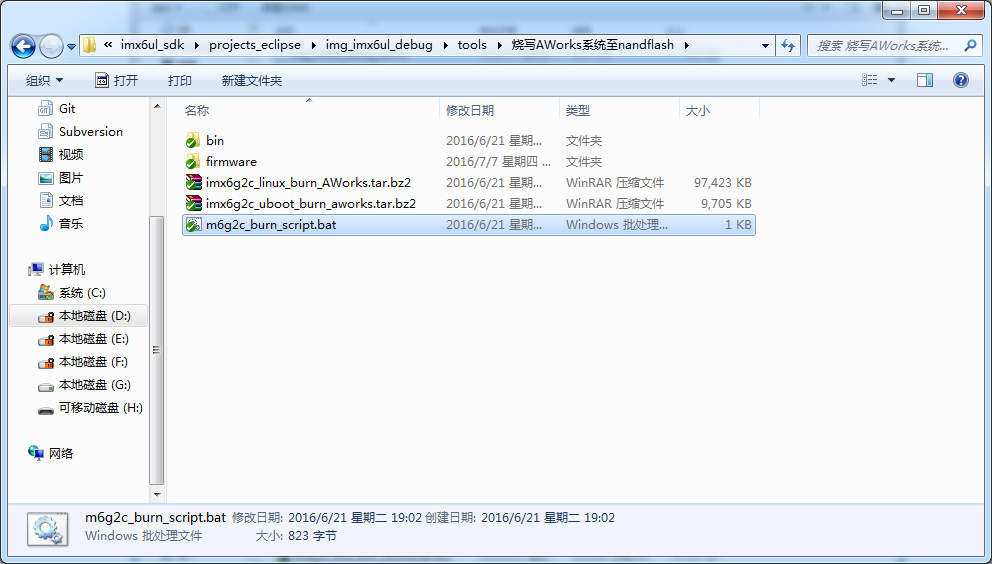 « imx6ul_sdk ▸ projects_eclipse ▸ img_imx6ul_debug ▸ tools ▸ 烧写AWorks系统至nandflash ▸
搜索 烧写AWorks系统...
组织 打开 打印 新建文件夹
Git
Subversion
视频
图片
文档
音乐
计算机
系统 (C:)
本地磁盘 (D:)
本地磁盘 (E:)
本地磁盘 (F:)
本地磁盘 (G:)
可移动磁盘 (H:)
网络
名称 修改日期 类型 大小
bin 2016/6/21 星期... 文件夹
firmware 2016/7/7 星期四 ... 文件夹
imx6g2c_linux_burn_AWorks.tar.bz2 2016/6/21 星期... WinRAR 压缩文件 97,423 KB
imx6g2c_uboot_burn_aworks.tar.bz2 2016/6/21 星期... WinRAR 压缩文件 9,705 KB
m6g2c_burn_script.bat 2016/6/21 星期... Windows 批处理... 1 KB
m6g2c_burn_script.bat 修改日期: 2016/6/21 星期二 19:02 创建日期: 2016/6/21 星期二 19:02
Windows 批处理文件 大小: 823 字节